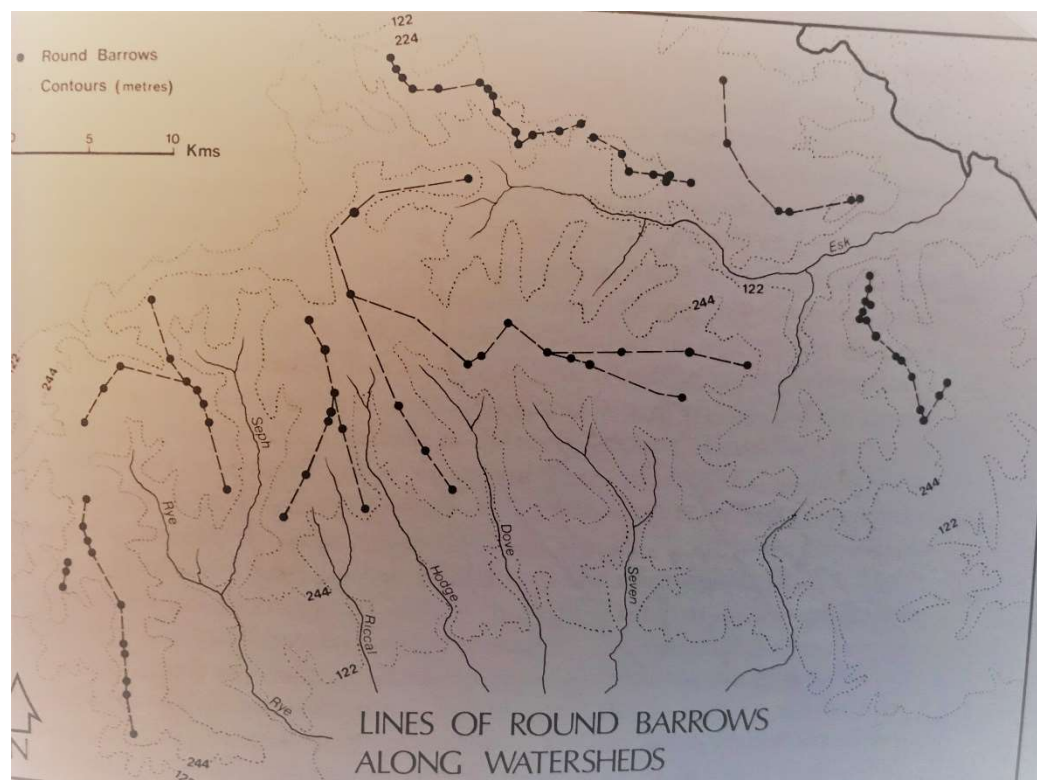 122
224
Round Barrows
Contours (metres)
5 10 Kms
Esk
122
244
244
Seph
Rye
244
122
Dove
Hodge
Seven
244
Riccal
122
Rye
N
LINES OF ROUND BARROWS
ALONG WATERSHEDS
244